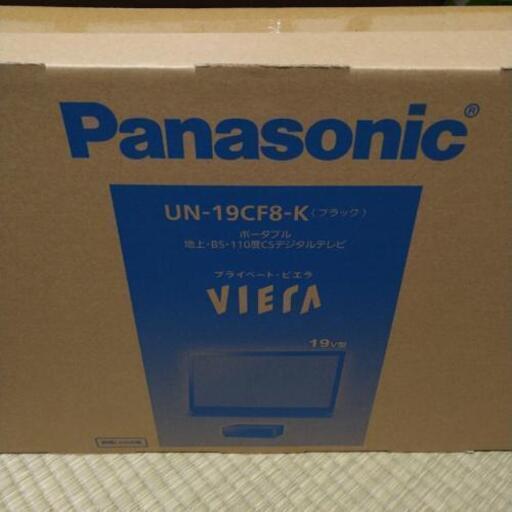 Panasonic®
UN-19CF8-K(ブラック)
ポータブル
地上・BS・110度CSデジタルテレビ
プライベート・ビエラ
VIErA
19V型